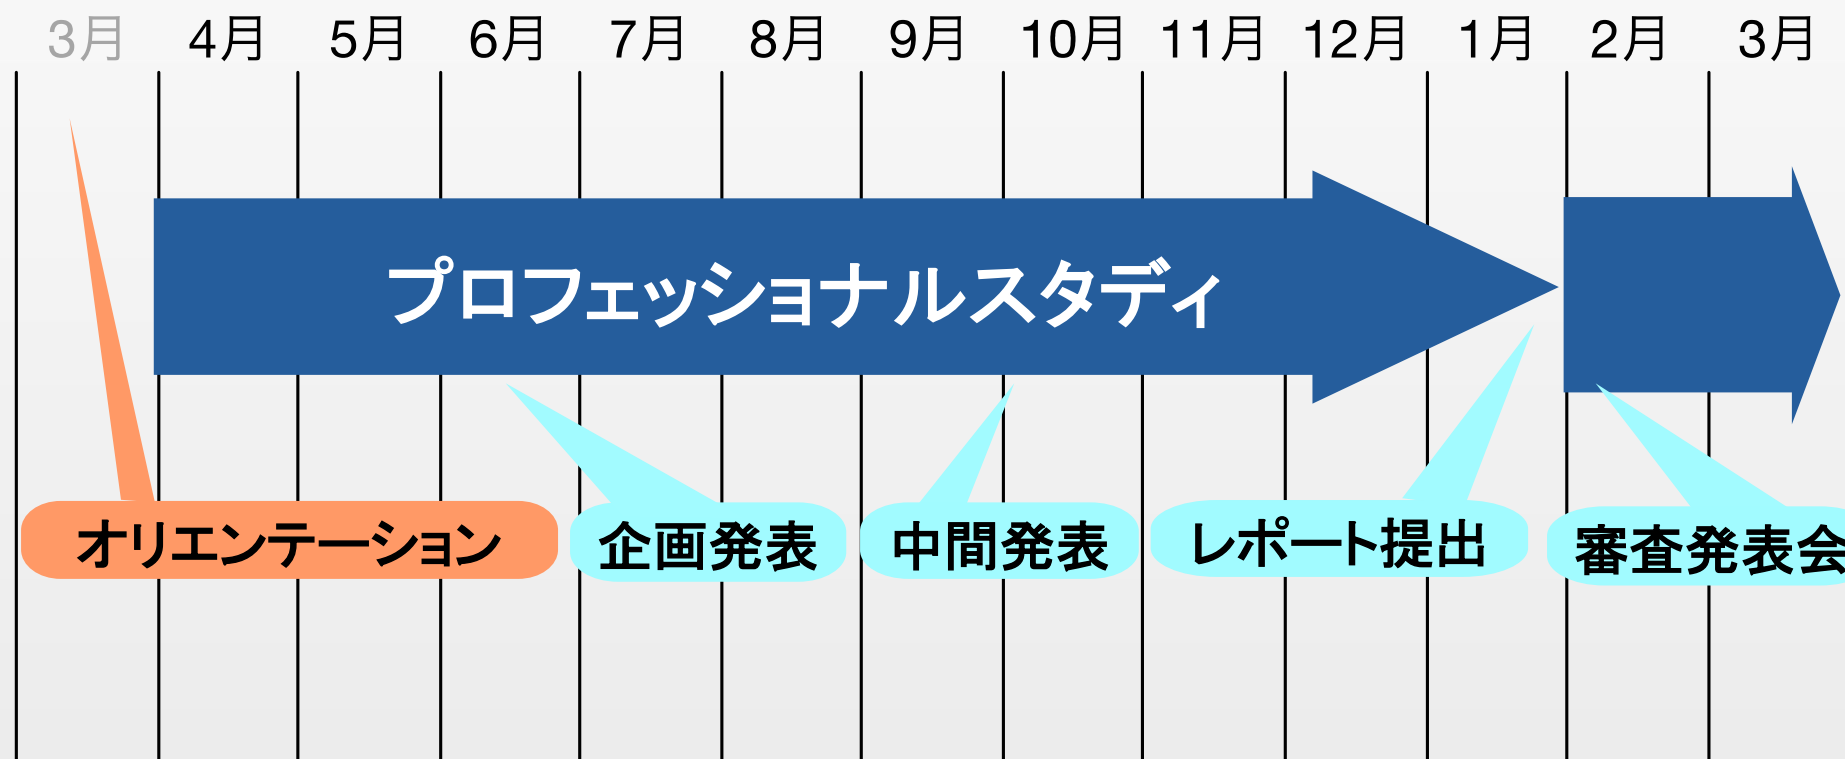 3月 4月 5月 6月 7月 8月 9月 10月 11月 12月 1月 2月 3月
プロフェッショナルスタディ
オリエンテーション 企画発表 中間発表 レポート提出 審査発表会